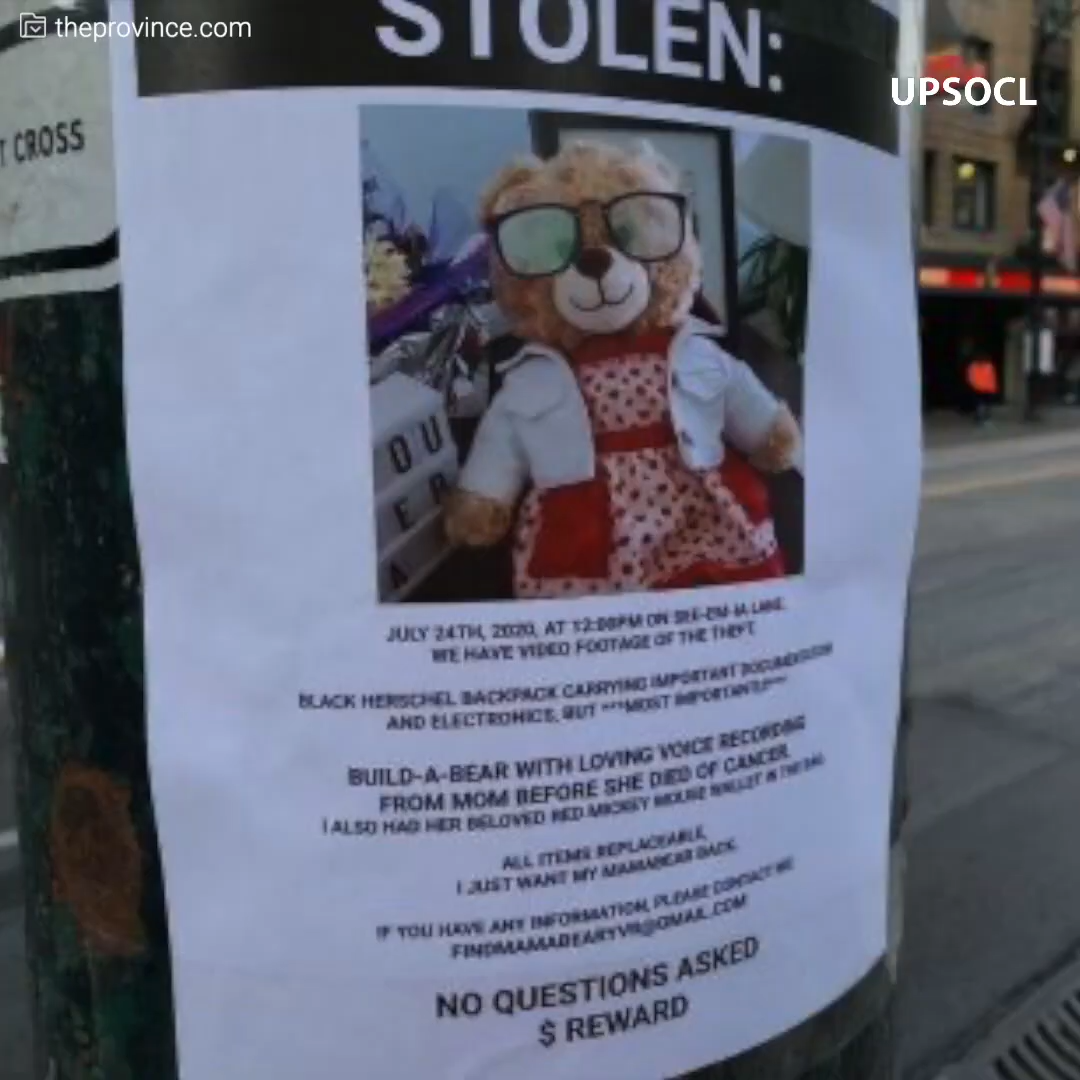 theprovince.com
UPSOCL
STOLEN:
T CROSS
OU
E R
A
JULY 24TH, 2020, AT 12:00PM ON SEE-EM-IA LANE.
WE HAVE VIDEO FOOTAGE OF THE THEFT.
BLACK HERSCHEL BACKPACK CARRYING IMPORTANT DOCUMENTATION
AND ELECTRONICS, BUT ***MOST IMPORTANTLY***
BUILD-A-BEAR WITH LOVING VOICE RECORDING
FROM MOM BEFORE SHE DIED OF CANCER.
I ALSO HAD HER BELOVED RED MICKEY MOUSE WALLET IN THE BAG.
ALL ITEMS REPLACEABLE,
I JUST WANT MY MAMABEAR BACK.
IF YOU HAVE ANY INFORMATION, PLEASE CONTACT ME
FINDMAMABEARYVR@GMAIL.COM
NO QUESTIONS ASKED
$ REWARD